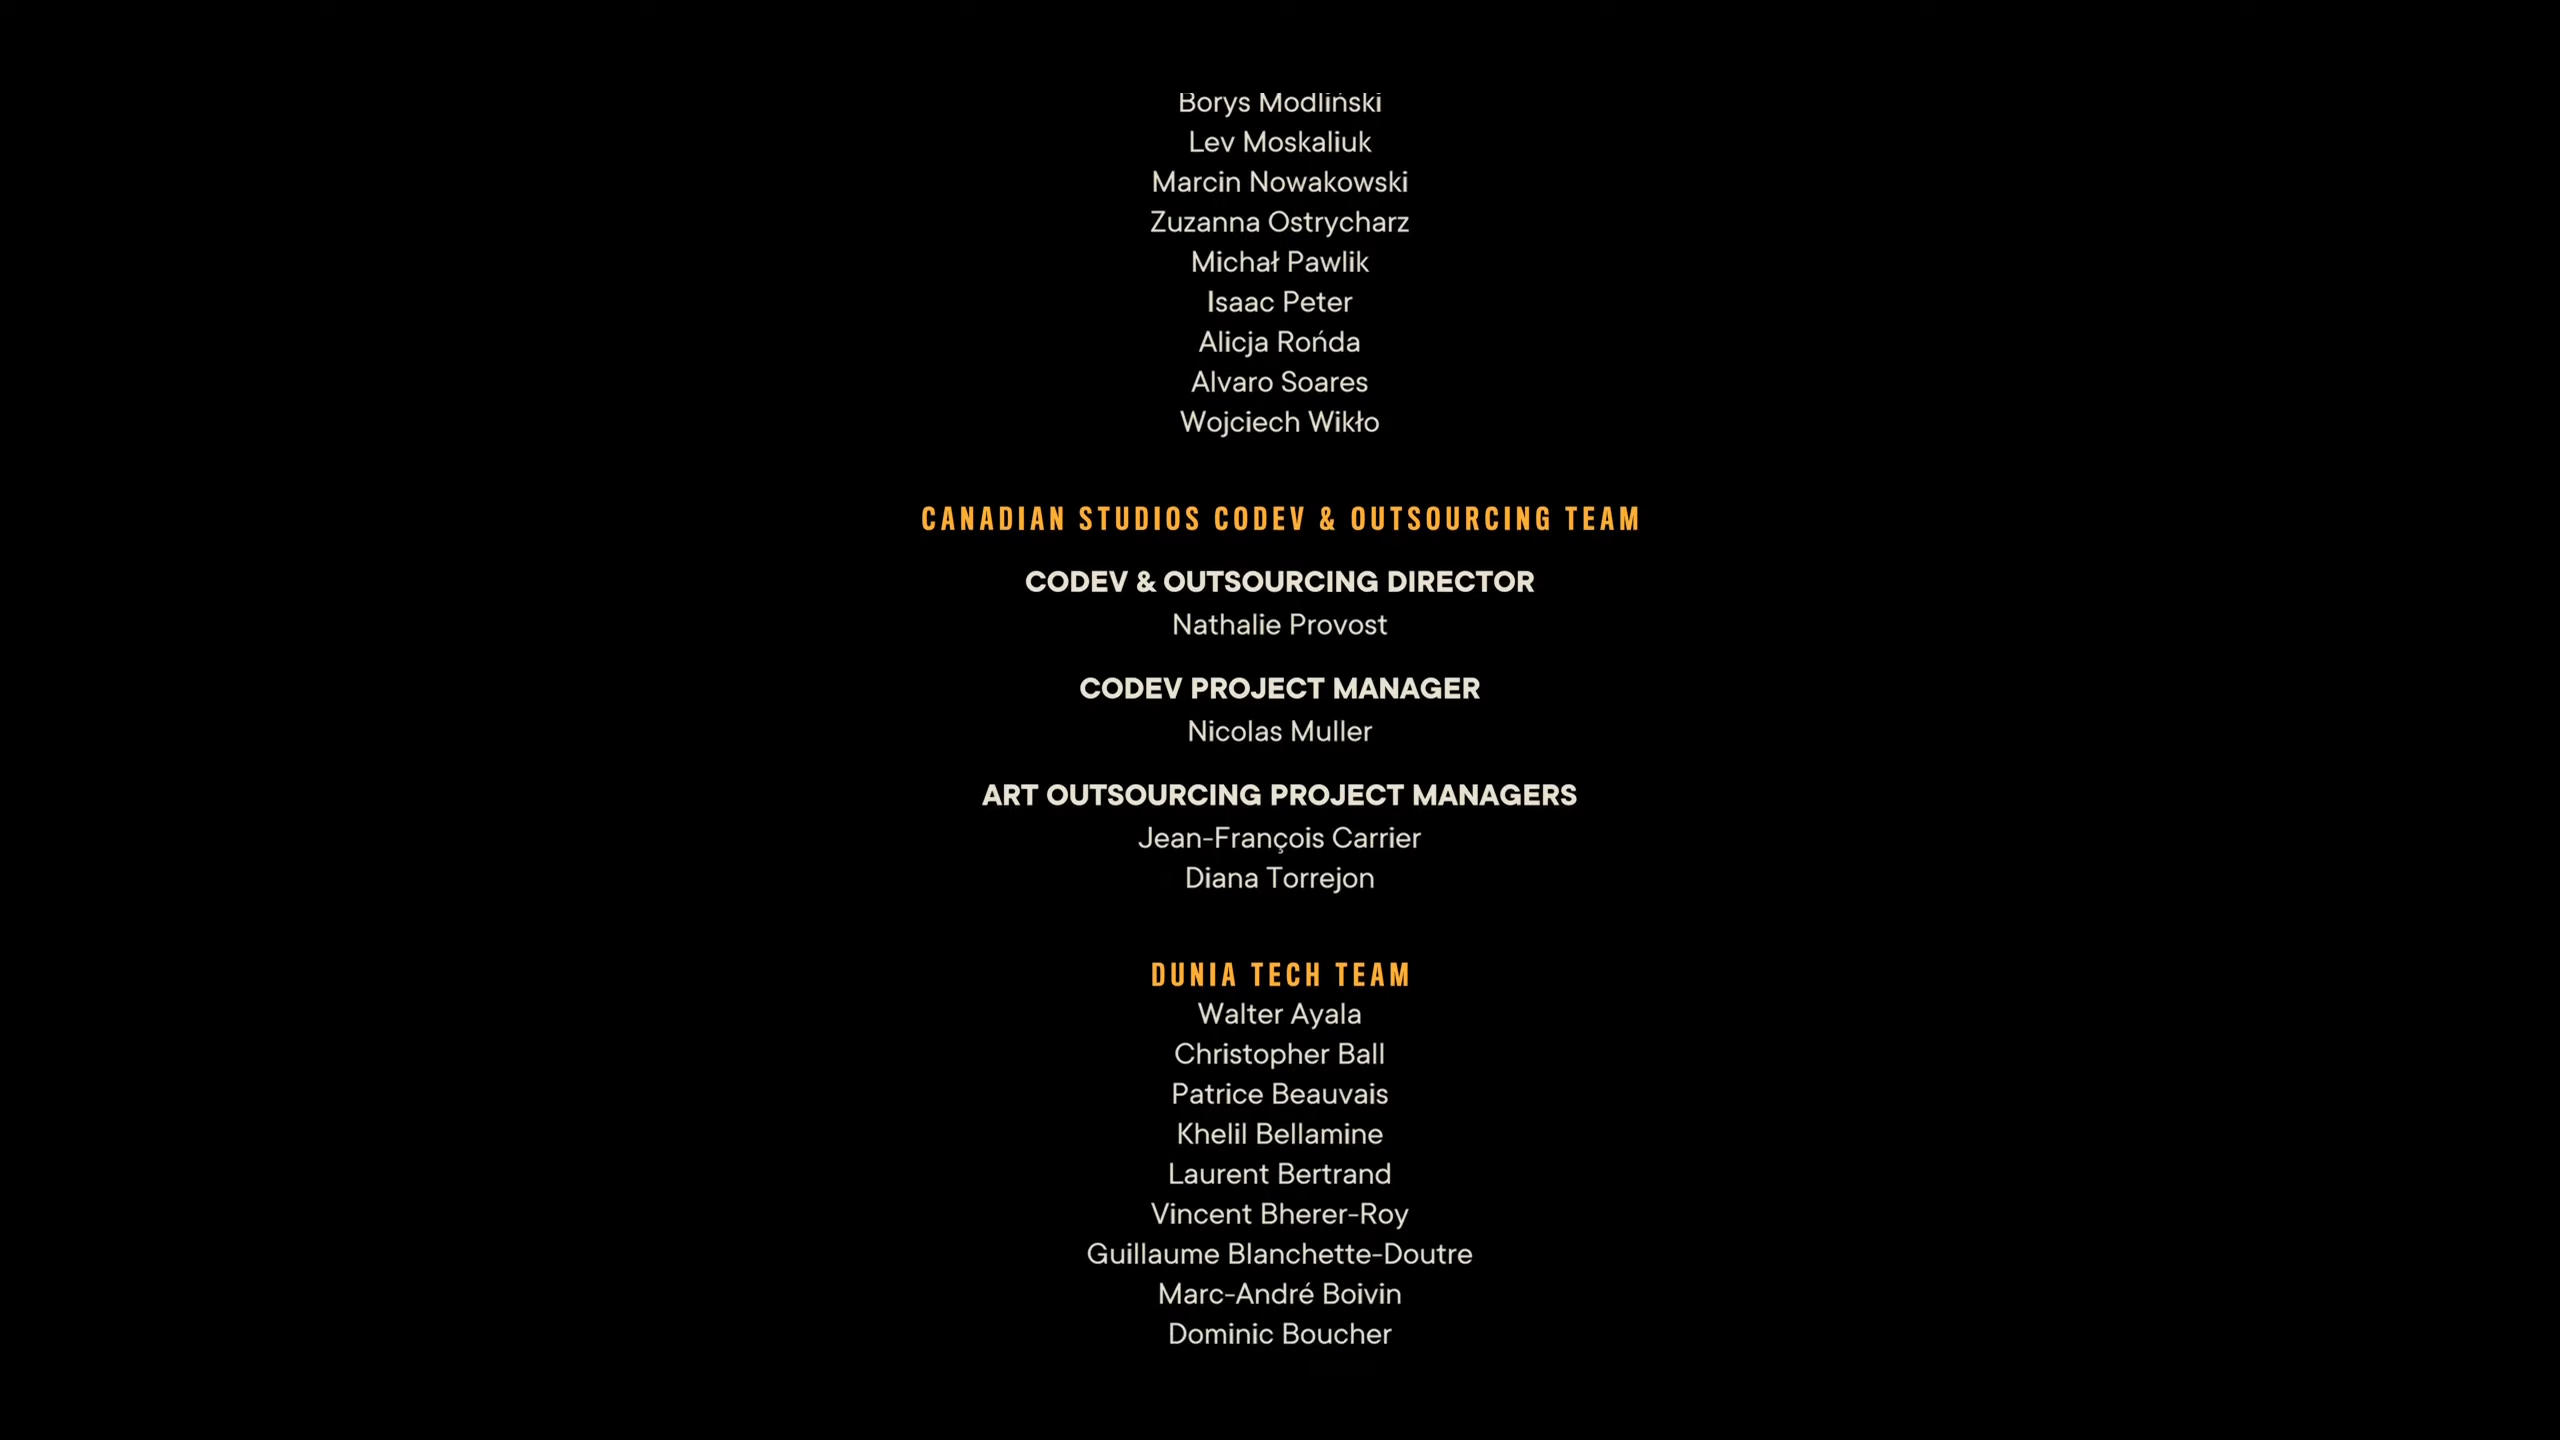 Borys Modliński
Lev Moskaliuk
Marcin Nowakowski
Zuzanna Ostrycharz
Michał Pawlik
Isaac Peter
Alicja Rońda
Alvaro Soares
Wojciech Wikło
CANADIAN STUDIOS CODEV & OUTSOURCING TEAM
CODEV & OUTSOURCING DIRECTOR
Nathalie Provost
CODEV PROJECT MANAGER
Nicolas Muller
ART OUTSOURCING PROJECT MANAGERS
Jean-François Carrier
Diana Torrejon
DUNIA TECH TEAM
Walter Ayala
Christopher Ball
Patrice Beauvais
Khelil Bellamine
Laurent Bertrand
Vincent Bherer-Roy
Guillaume Blanchette-Doutre
Marc-André Boivin
Dominic Boucher